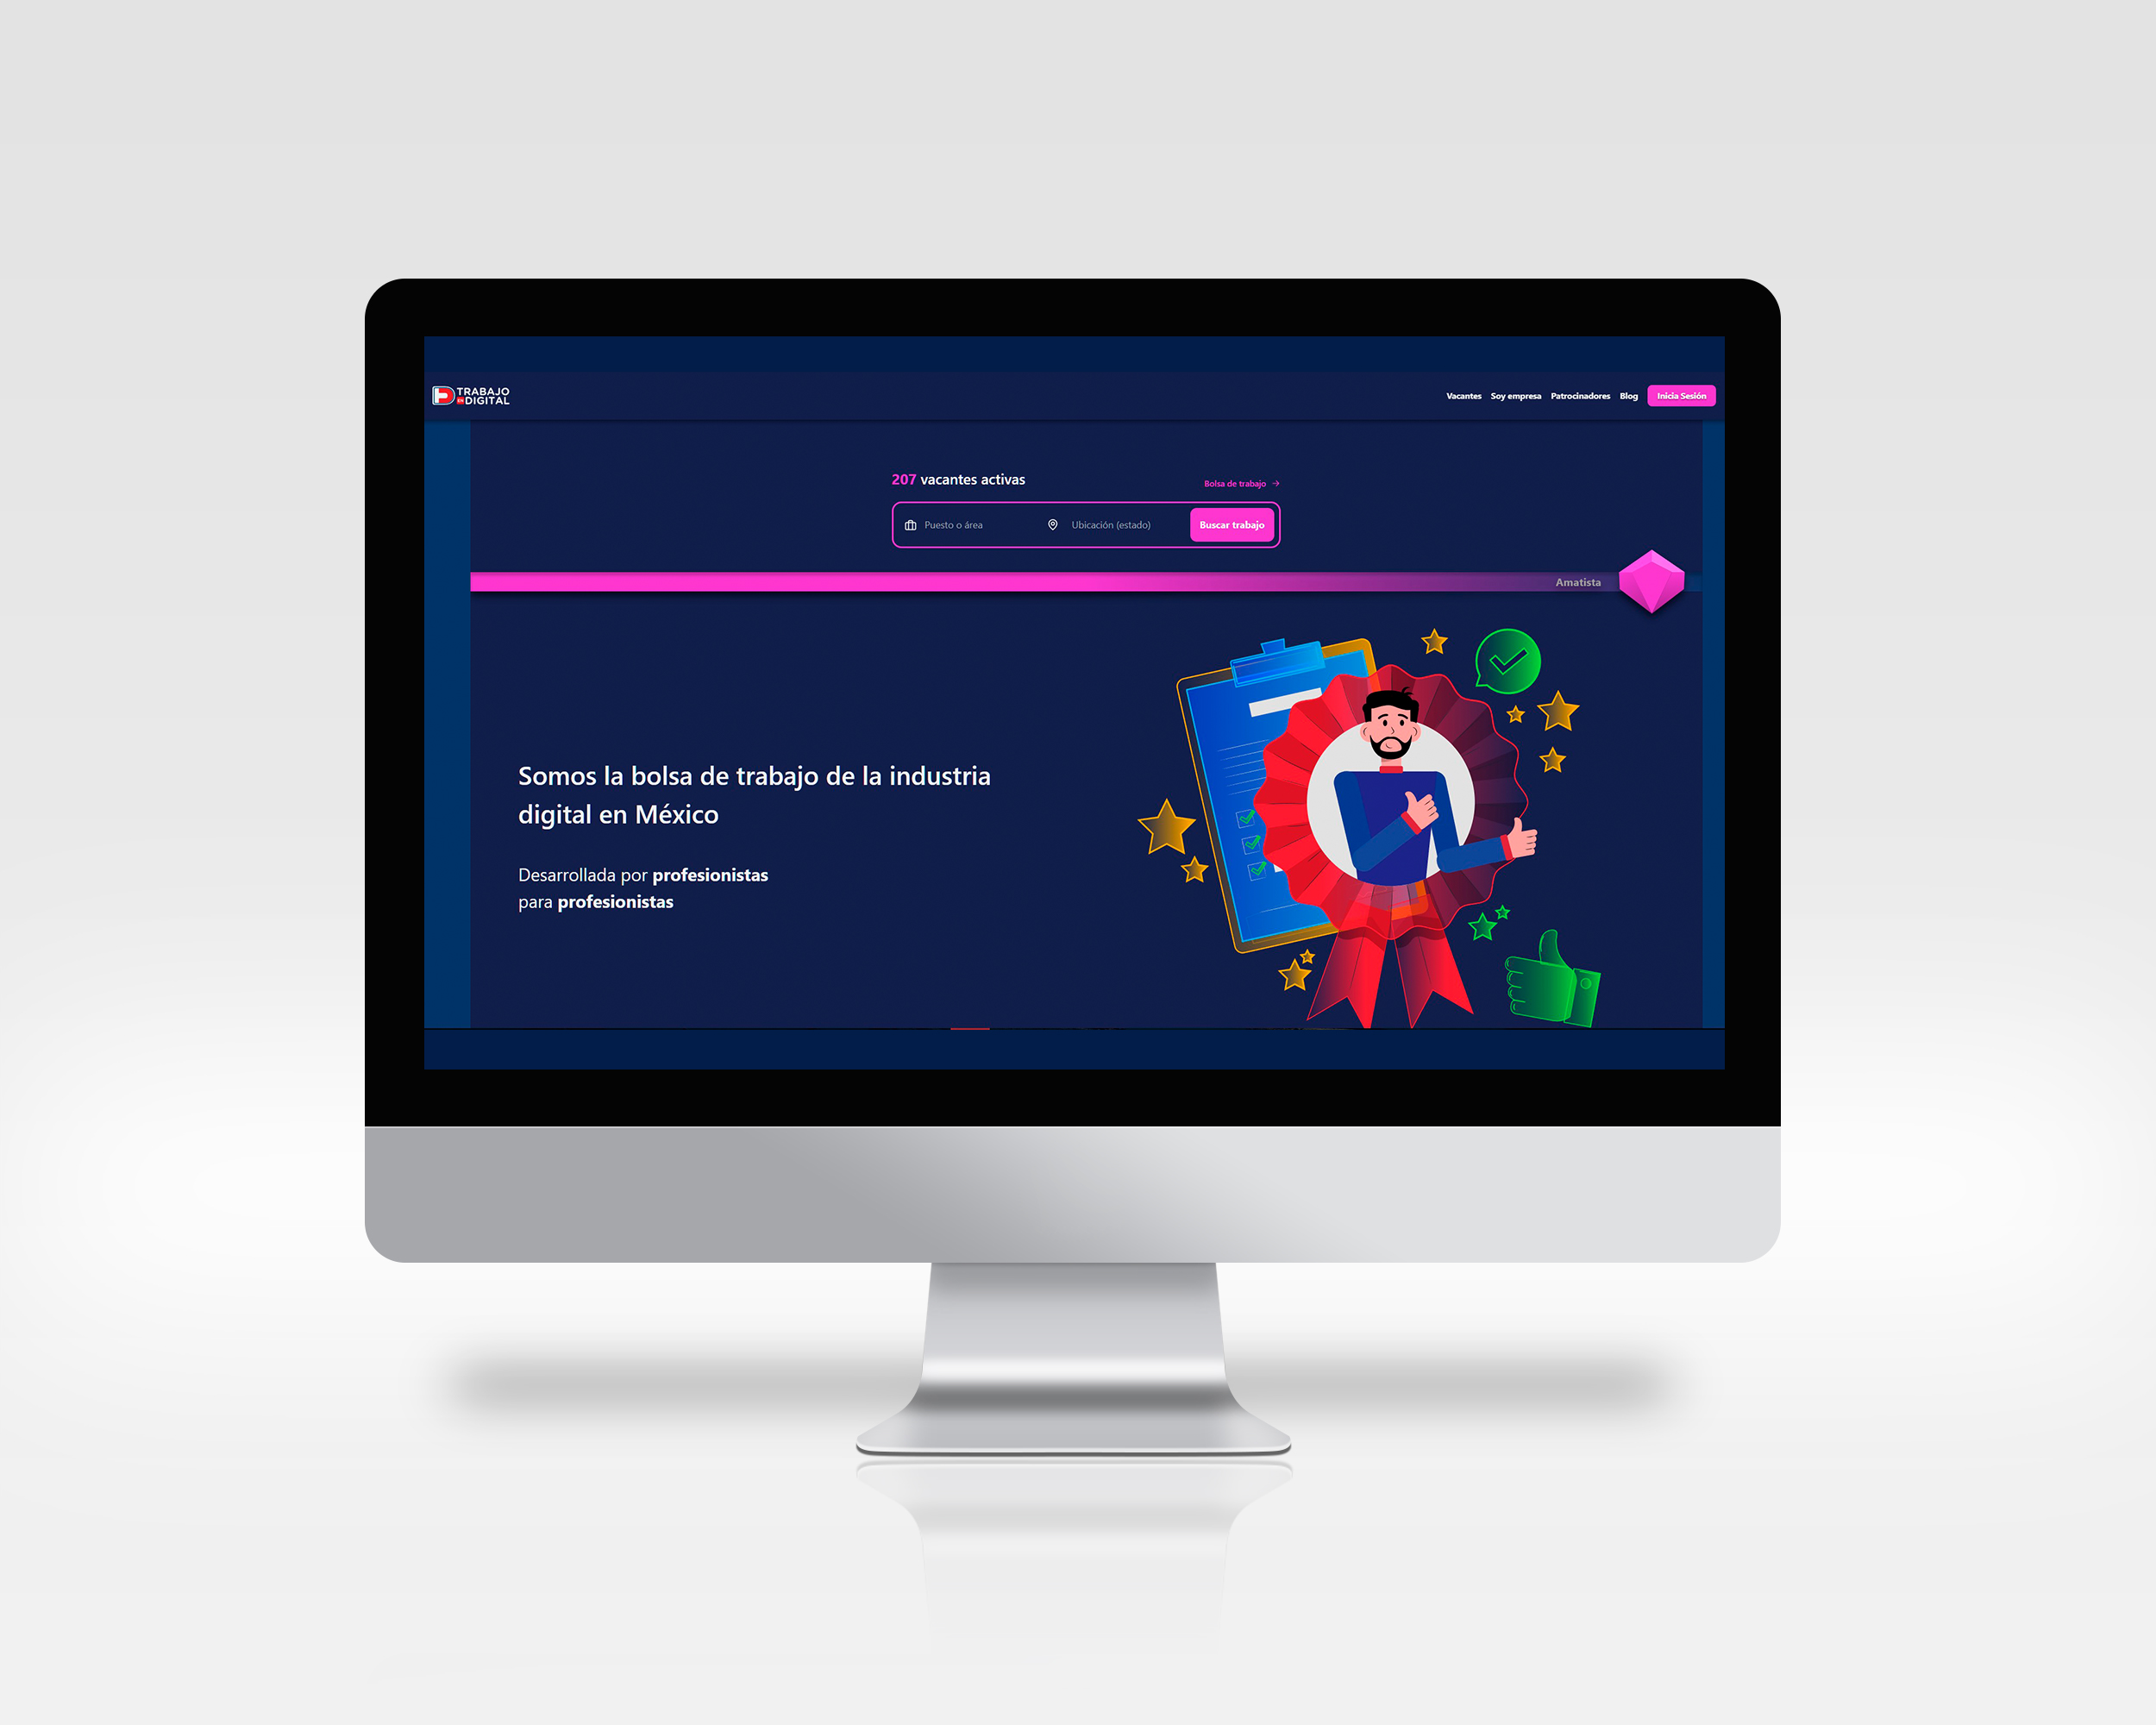 TRABAJO
EN DIGITAL
Vacantes Soy empresa Patrocinadores Blog Inicia Sesión
207 vacantes activas
Bolsa de trabajo →
Puesto o área
Ubicación (estado)
Buscar trabajo
Amatista
Somos la bolsa de trabajo de la industria
digital en México
Desarrollada por profesionistas
para profesionistas